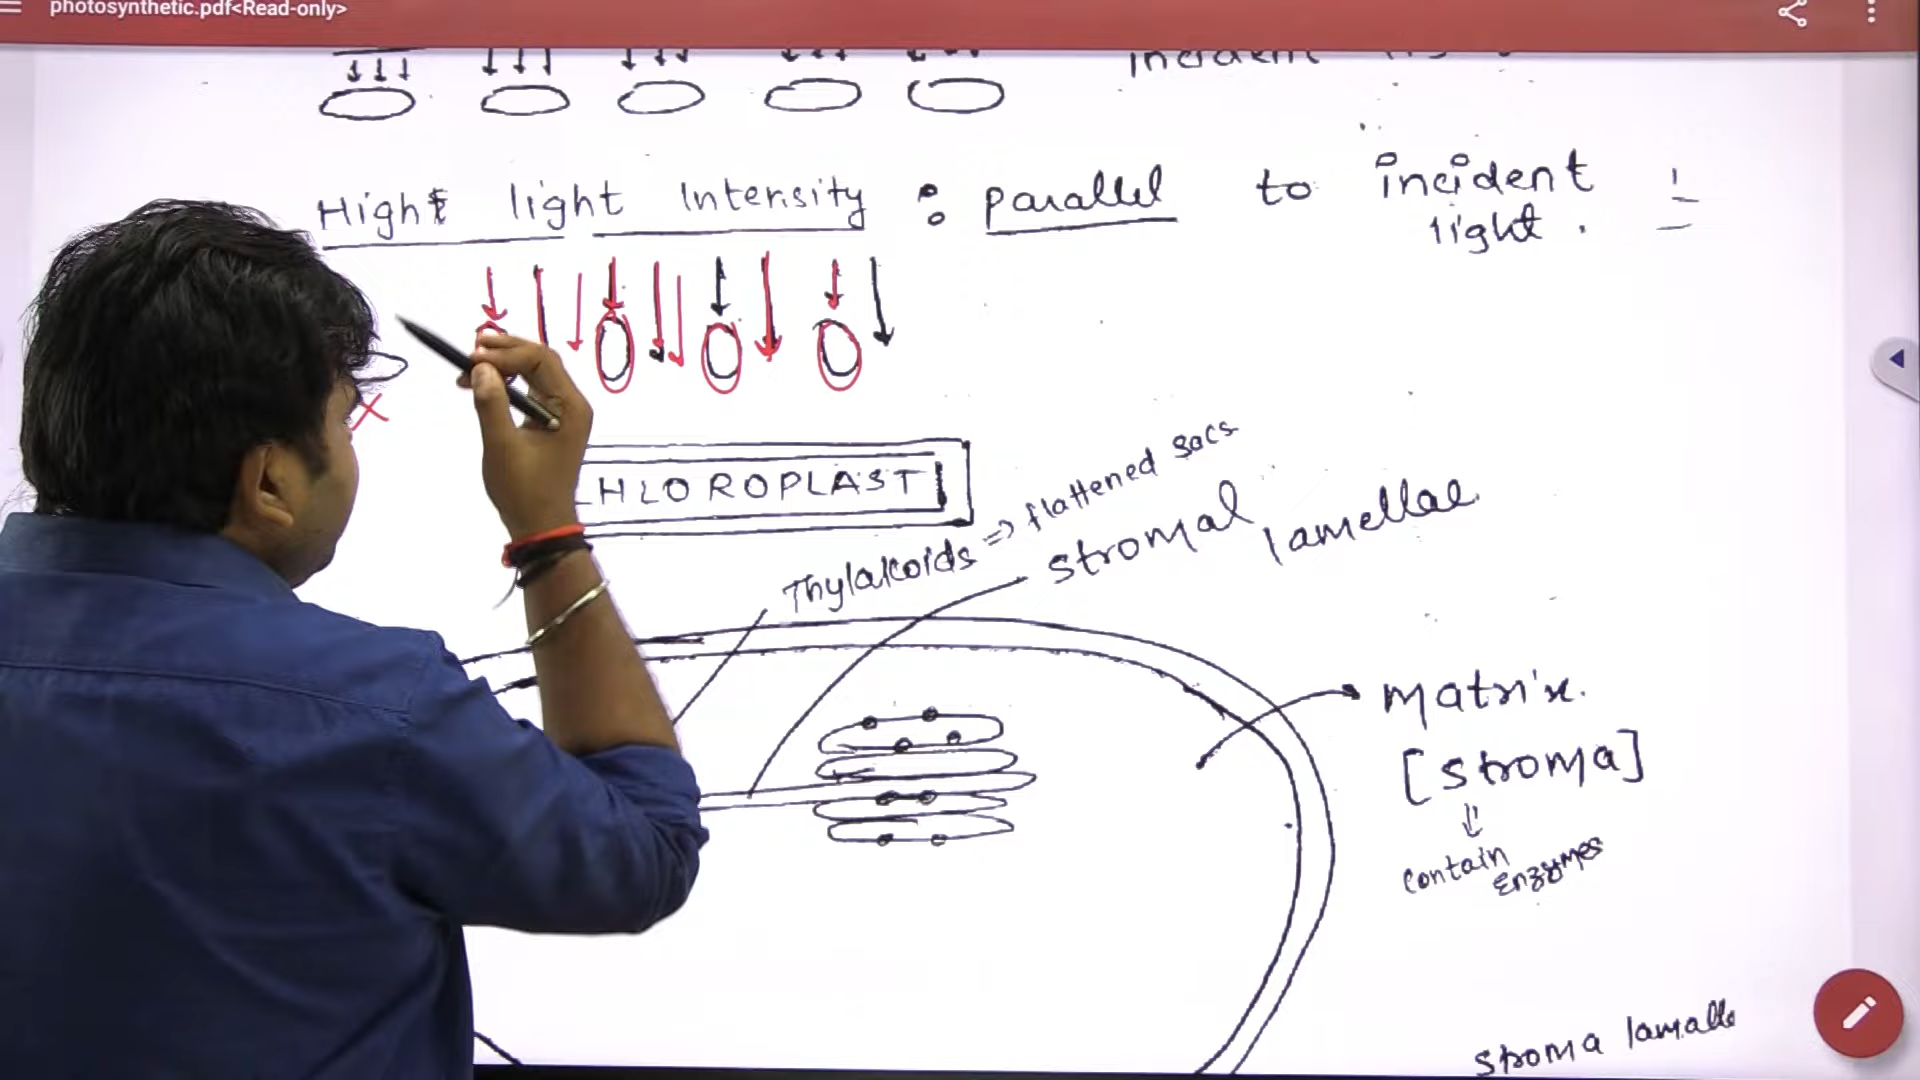 photosynthetic.pdf<Read-only>
High light Intensity : parallel to incident
light.
HLOROPLAST
Thylakoids => flattened sacs
stromal lamellae
matrix.
[stroma]
contain
enzymes
stroma lamalle